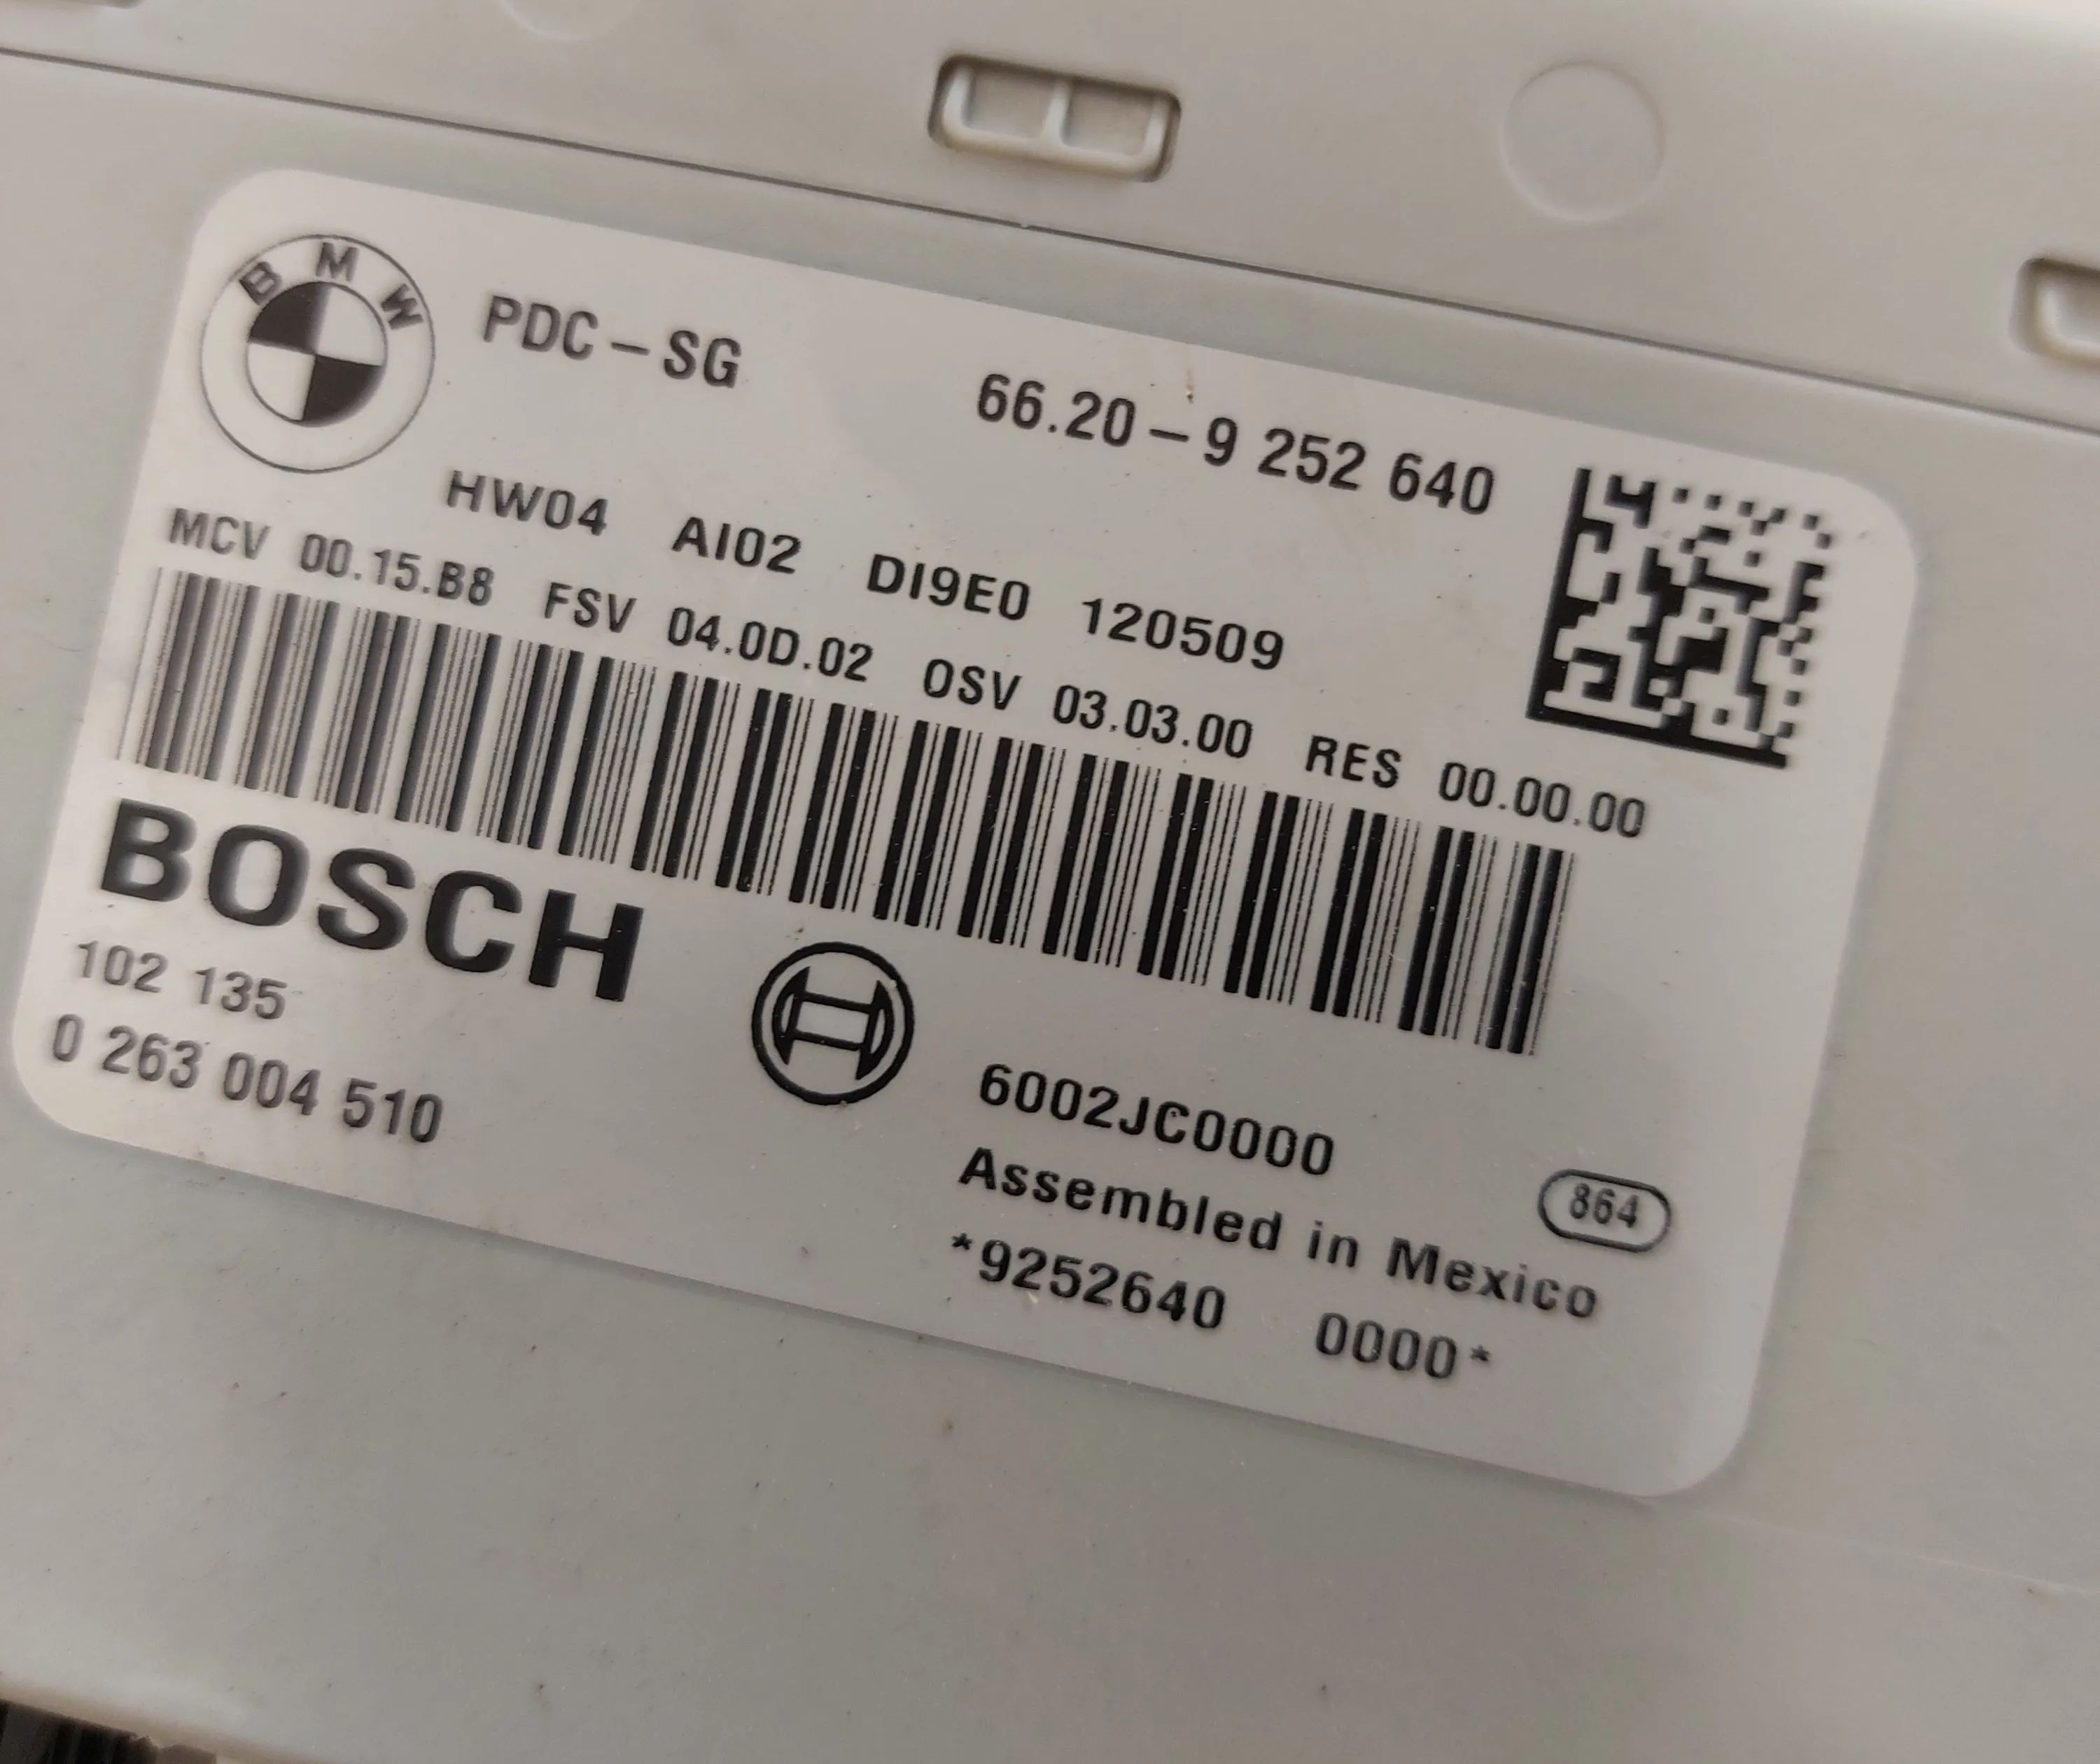 BMW
PDC-SG 66.20-9 252 640
HW04 AI02 DI9E0 120509
MCV 00.15.B8 FSV 04.0D.02 OSV 03.03.00 RES 00.00.00
BOSCH
102 135
0 263 004 510
6002JC0000
864
Assembled in Mexico
*9252640 0000*